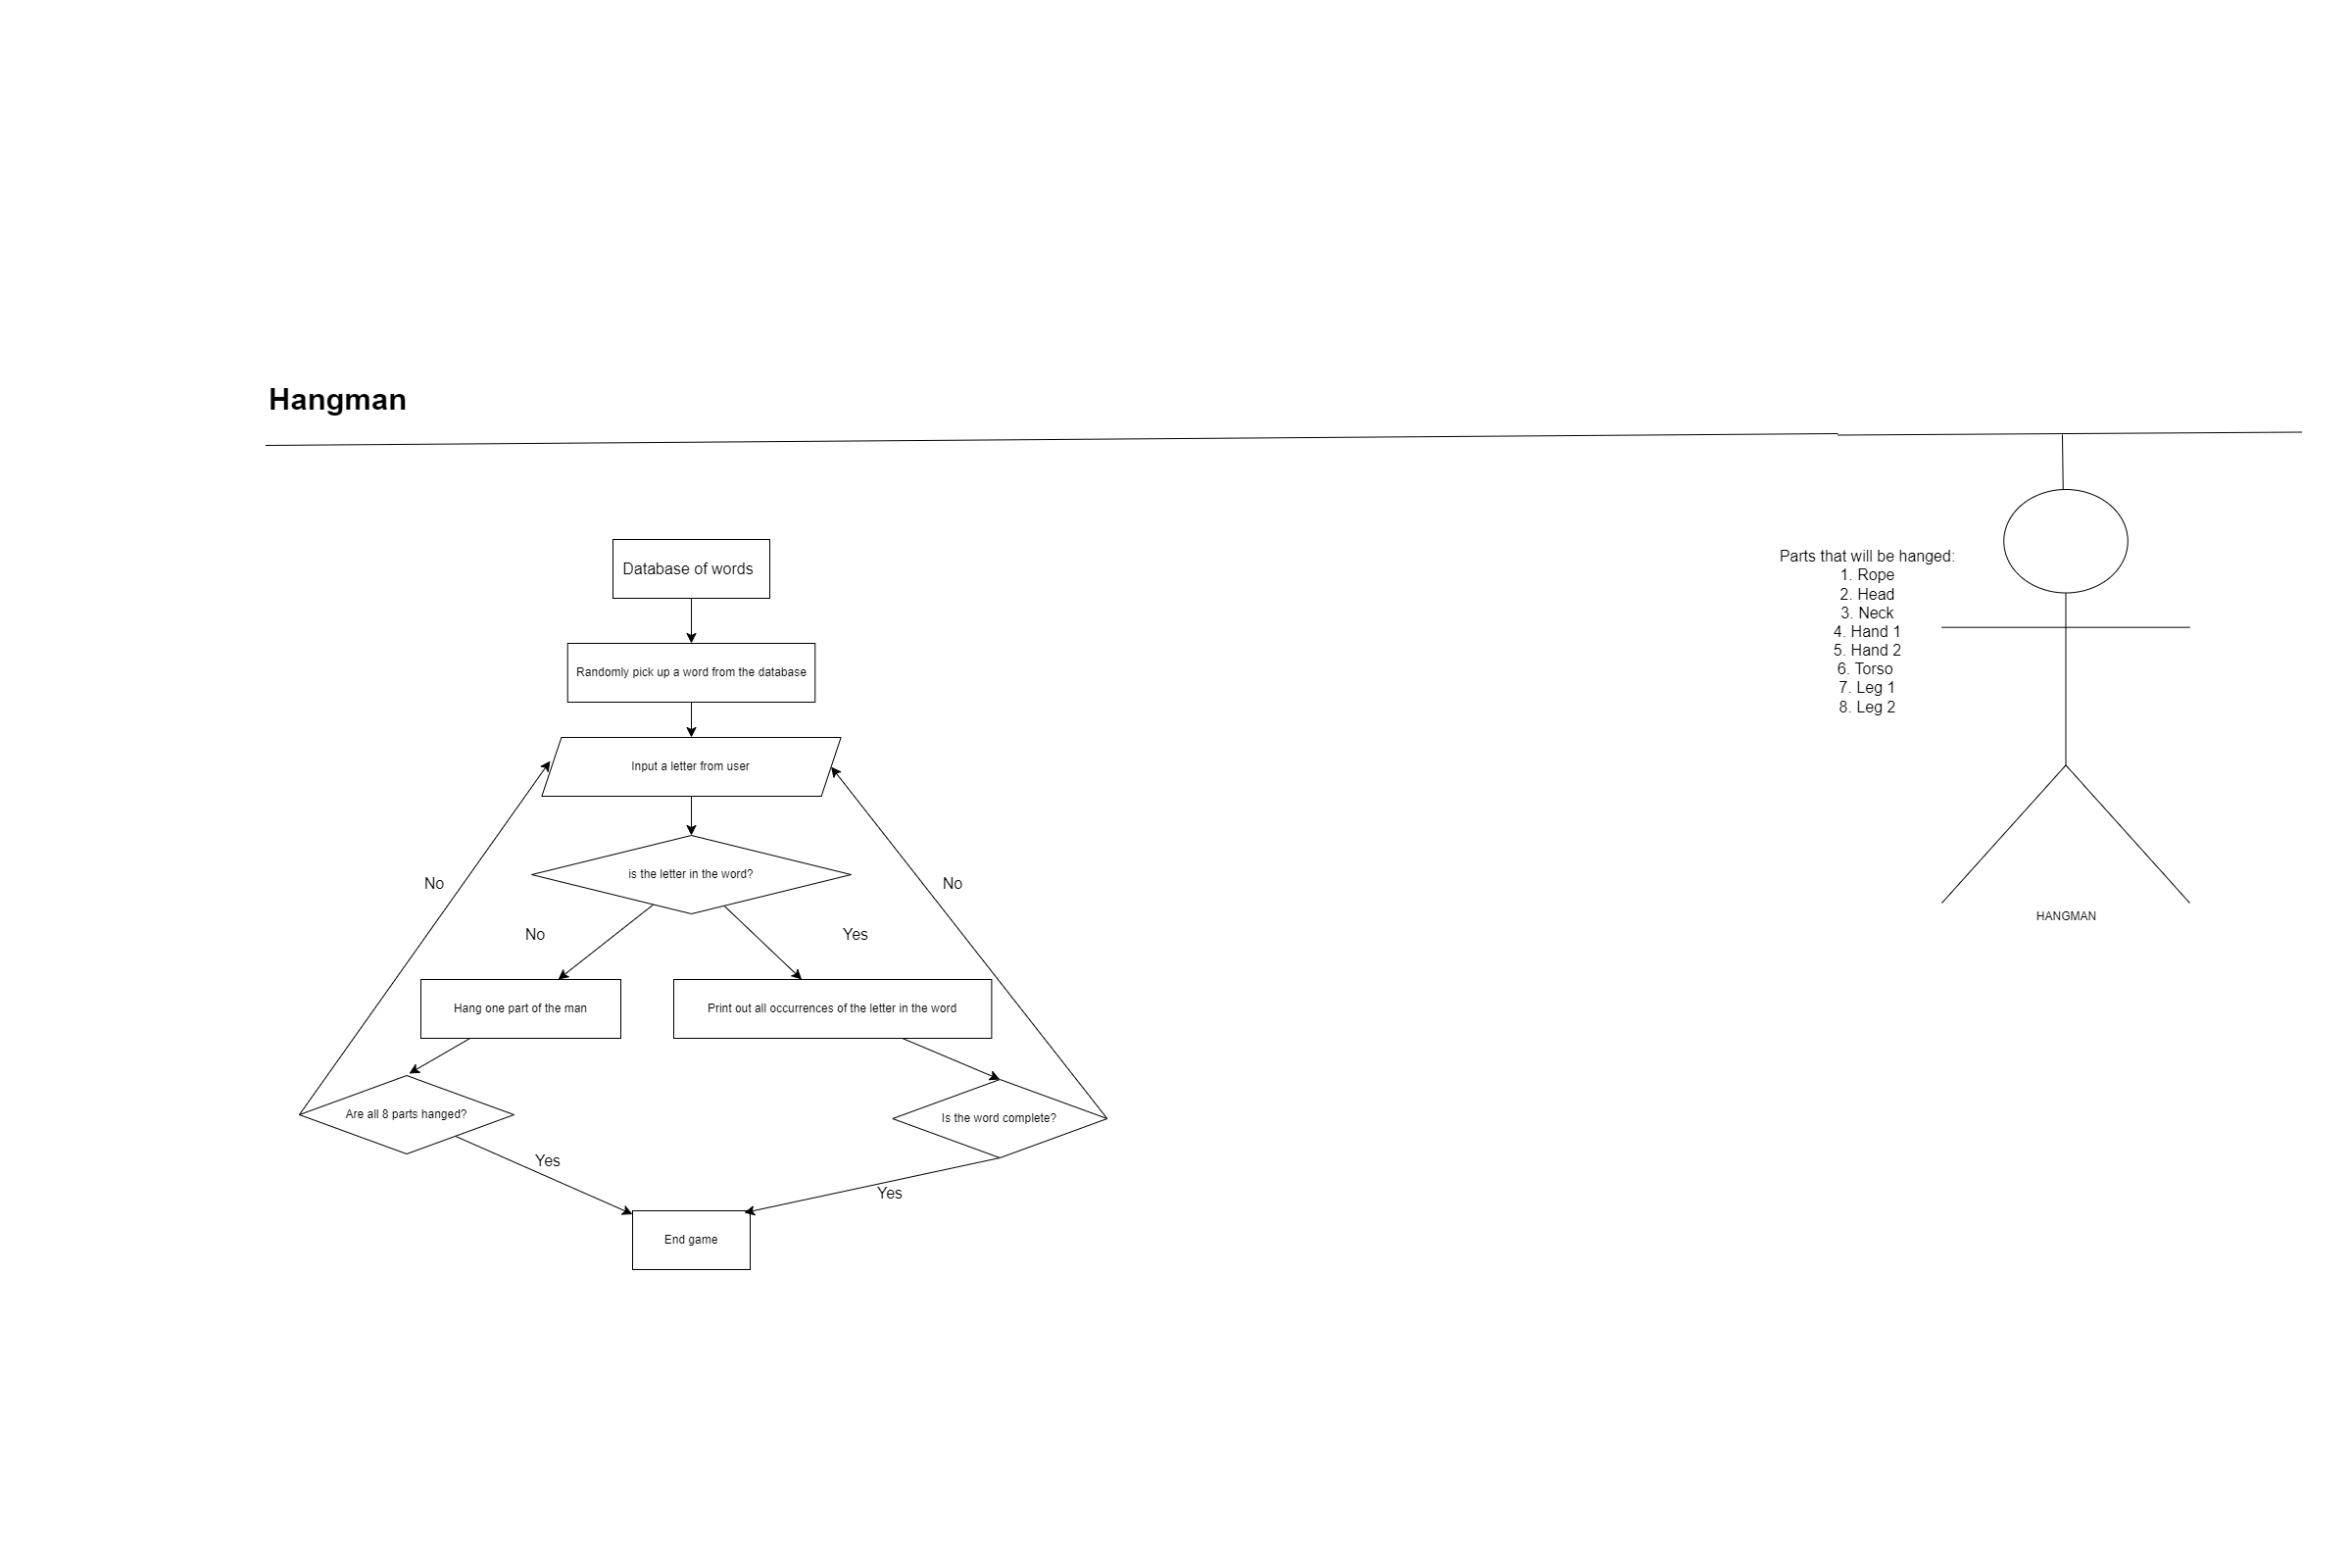 Hangman
Database of words
Randomly pick up a word from the database
Input a letter from user
is the letter in the word?
No
No
No
Yes
Hang one part of the man
Print out all occurrences of the letter in the word
Are all 8 parts hanged?
Is the word complete?
Yes
Yes
End game
Parts that will be hanged:
1. Rope
2. Head
3. Neck
4. Hand 1
5. Hand 2
6. Torso
7. Leg 1
8. Leg 2
HANGMAN